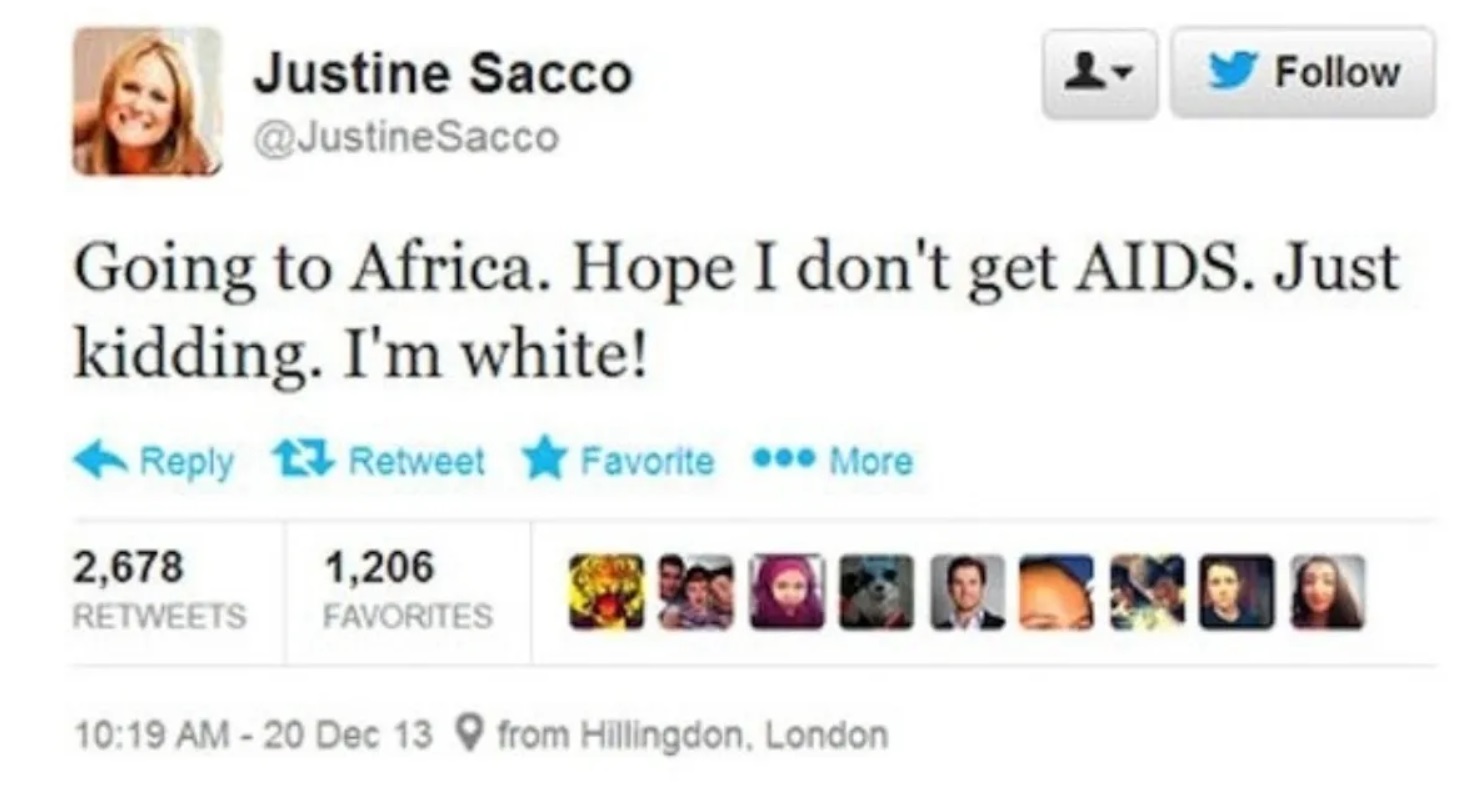 Justine Sacco
@JustineSacco
Follow
Going to Africa. Hope I don't get AIDS. Just
kidding. I'm white!
Reply Retweet Favorite More
2,678 1,206
RETWEETS FAVORITES
10:19 AM - 20 Dec 13 from Hillingdon, London